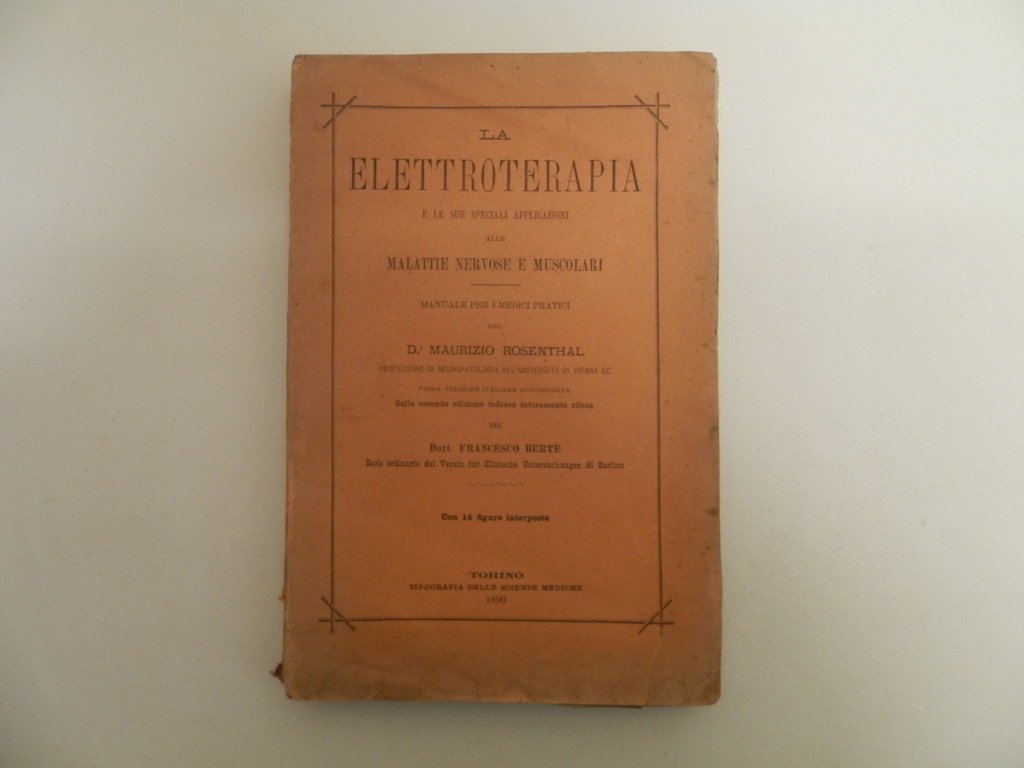 LA
ELETTROTERAPIA
E LE SUE SPECIALI APPLICAZIONI
ALLE
MALATTIE NERVOSE E MUSCOLARI
MANUALE PER I MEDICI PRATICI
DEL
D.r MAURIZIO ROSENTHAL
PROFESSORE DI NEUROPATOLOGIA ALL'UNIVERSITÀ DI VIENNA EC.
PRIMA VERSIONE ITALIANA AUTORIZZATA
Sulla seconda edizione tedesca interamente rifusa
PEL
Dott. FRANCESCO BERTÈ
Socio ordinario del Verein für Klinische Untersuchungen di Berlino
Con 14 figure interposte
TORINO
TIPOGRAFIA DELLE SCIENZE MEDICHE
1890